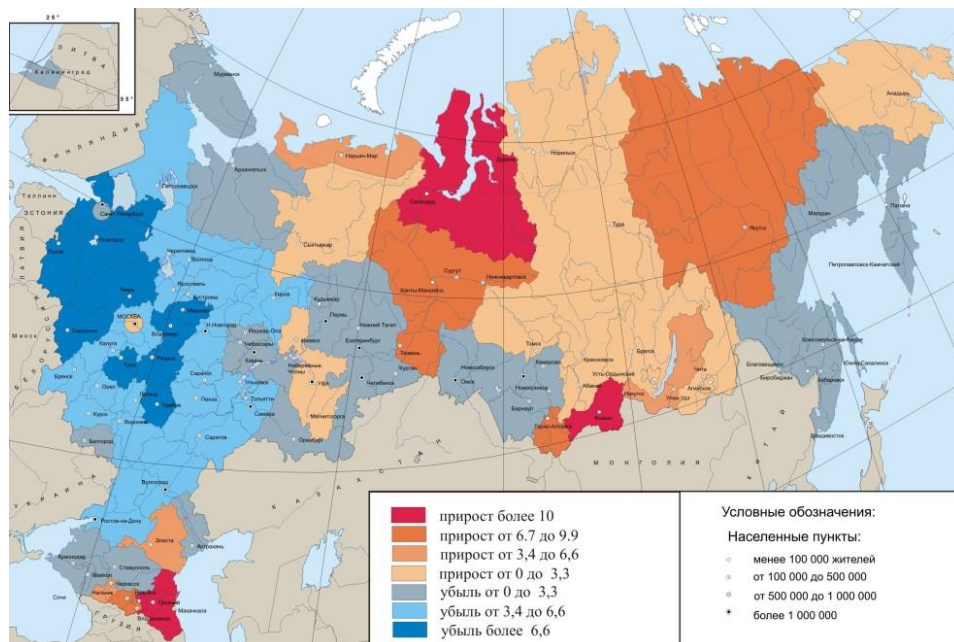 20°
ЛИТВА
Калининград
55°
Мурманск
ФИНЛЯНДИЯ
Таллинн
ЭСТОНИЯ
ЛАТВИЯ
Минск
БЕЛОРУССИЯ
УКРАИНА
Санкт-Петербург
Петрозаводск
Архангельск
Нарьян-Мар
Салехард
Норильск
Анадырь
Псков
Новгород
Череповец
Вологда
Сыктывкар
Тура
Якутск
Магадан
Палана
Петропавловск-Камчатский
Тверь
Ярославль
Кострома
Иваново
Киров
Кудымкар
Пермь
Сургут
Нижневартовск
Ханты-Мансийск
Смоленск
МОСКВА
Владимир
Н.Новгород
Йошкар-Ола
Чебоксары
Казань
Ижевск
Нижний Тагил
Екатеринбург
Тюмень
Калуга
Тула
Рязань
Саранск
Ульяновск
Набережные
Челны
Уфа
Челябинск
Курган
Томск
Красноярск
Братск
Брянск
Орел
Липецк
Тамбов
Пенза
Тольятти
Самара
Магнитогорск
Омск
Новосибирск
Кемерово
Новокузнецк
Абакан
Усть-Ордынский
Иркутск
Чита
Агинское
Улан-Удэ
Благовещенск
Биробиджан
Комсомольск-на-Амуре
Хабаровск
Южно-Сахалинск
Владивосток
Курск
Воронеж
Белгород
Саратов
Оренбург
Барнаул
Горно-Алтайск
Кызыл
КАЗАХСТАН
МОНГОЛИЯ
КИТАЙ
Волгоград
Ростов-на-Дону
Элиста
Астрахань
Краснодар
Ставрополь
Майкоп
Черкесск
Сочи
Нальчик
Грозный
Владикавказ
Махачкала
ГРУЗИЯ
прирост более 10
прирост от 6.7 до 9.9
прирост от 3,4 до 6,6
прирост от 0 до 3,3
убыль от 0 до 3,3
убыль от 3,4 до 6,6
убыль более 6,6
Условные обозначения:
Населенные пункты:
менее 100 000 жителей
от 100 000 до 500 000
от 500 000 до 1 000 000
более 1 000 000